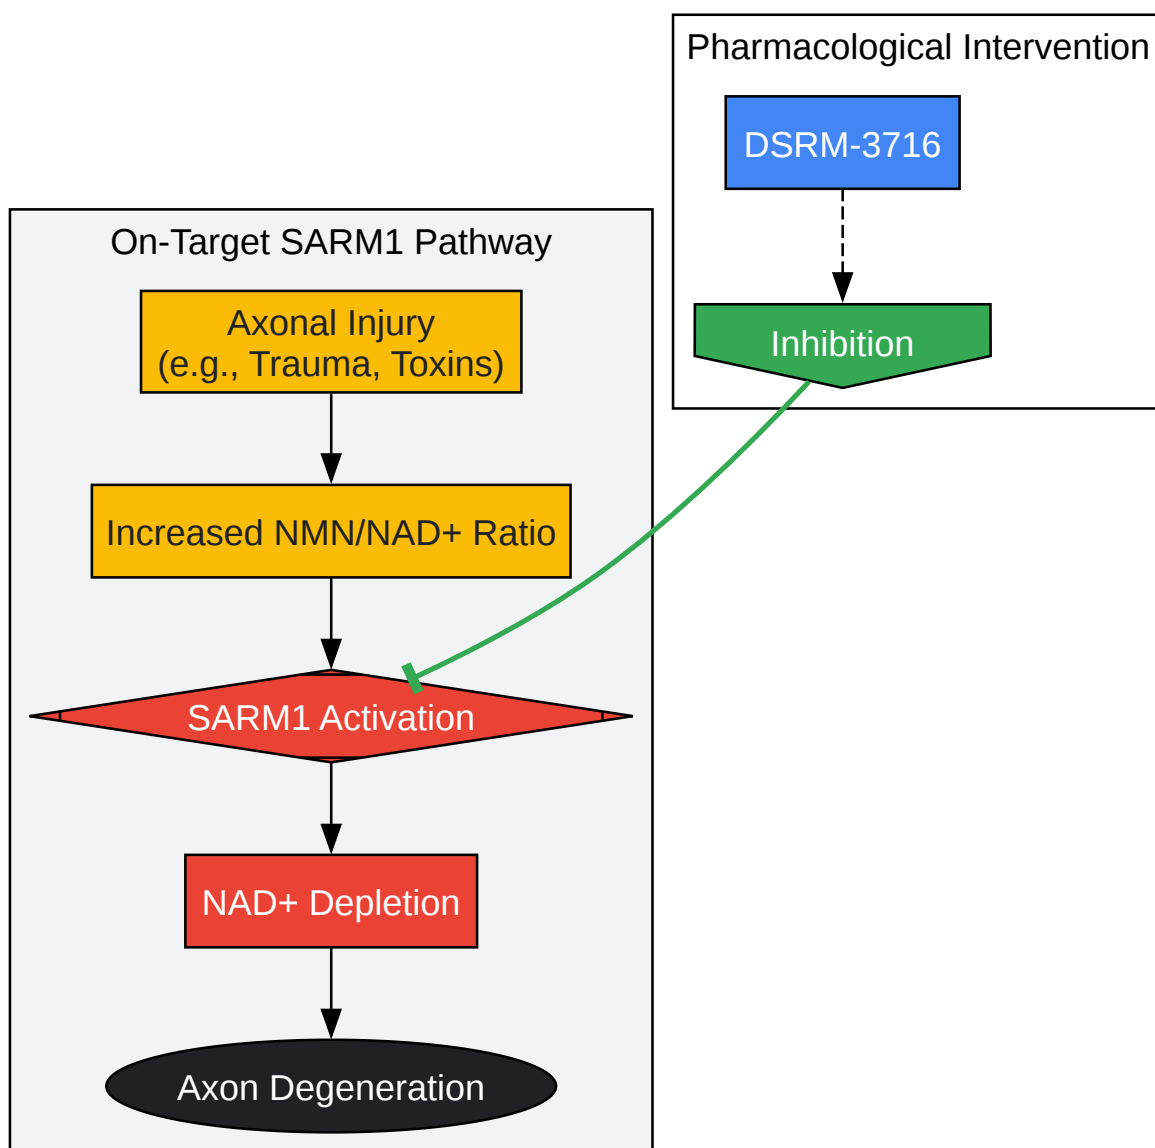 Pharmacological Intervention
DSRM-3716
Inhibition
On-Target SARM1 Pathway
Axonal Injury
(e.g., Trauma, Toxins)
Increased NMN/NAD+ Ratio
SARM1 Activation
NAD+ Depletion
Axon Degeneration